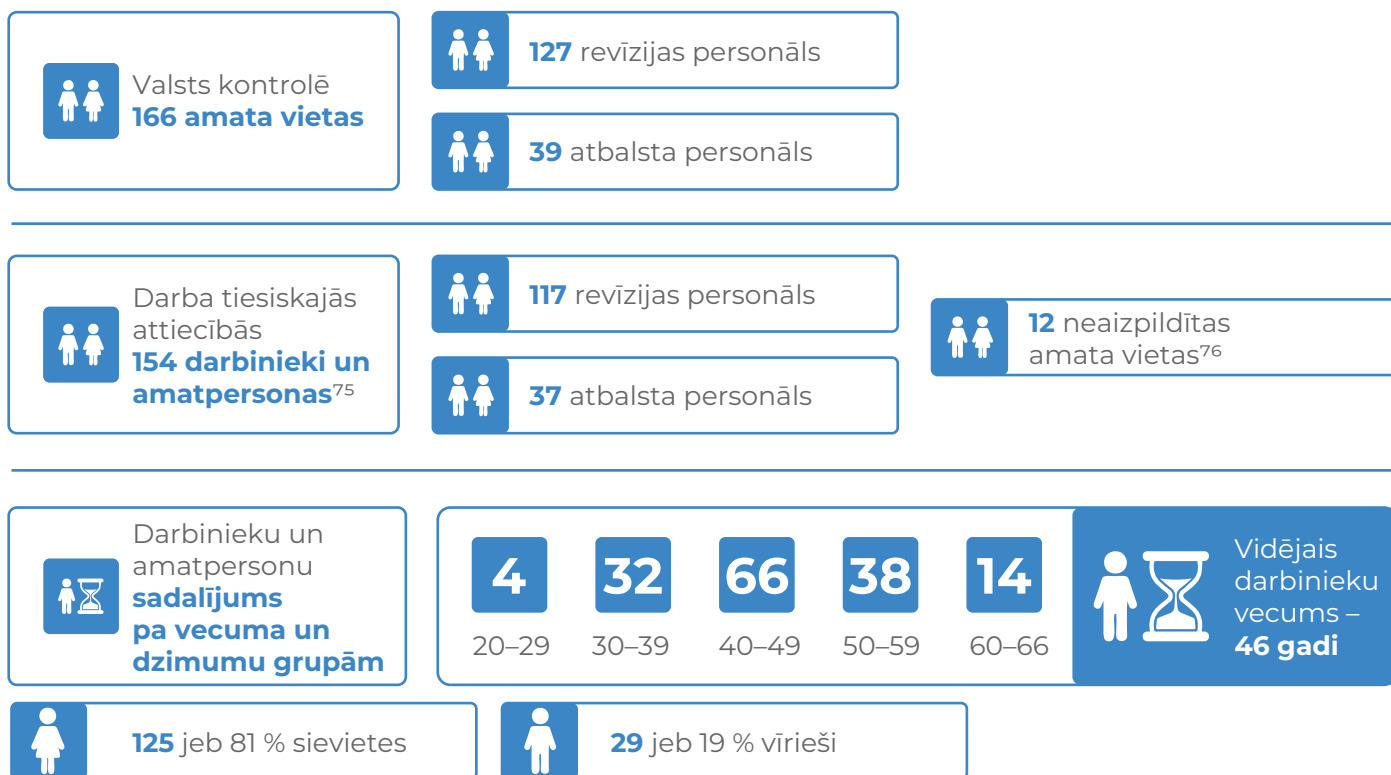 Valsts kontrolē
166 amata vietas
127 revīzijas personāls
39 atbalsta personāls
Darba tiesiskajās
attiecībās
154 darbinieki un
amatpersonas⁷⁵
117 revīzijas personāls
37 atbalsta personāls
12 neaizpildītas
amata vietas⁷⁶
Darbinieku un
amatpersonu
sadalījums
pa vecuma un
dzimumu grupām
4 32 66 38 14
20–29 30–39 40–49 50–59 60–66
Vidējais
darbinieku
vecums –
46 gadi
125 jeb 81 % sievietes
29 jeb 19 % vīrieši